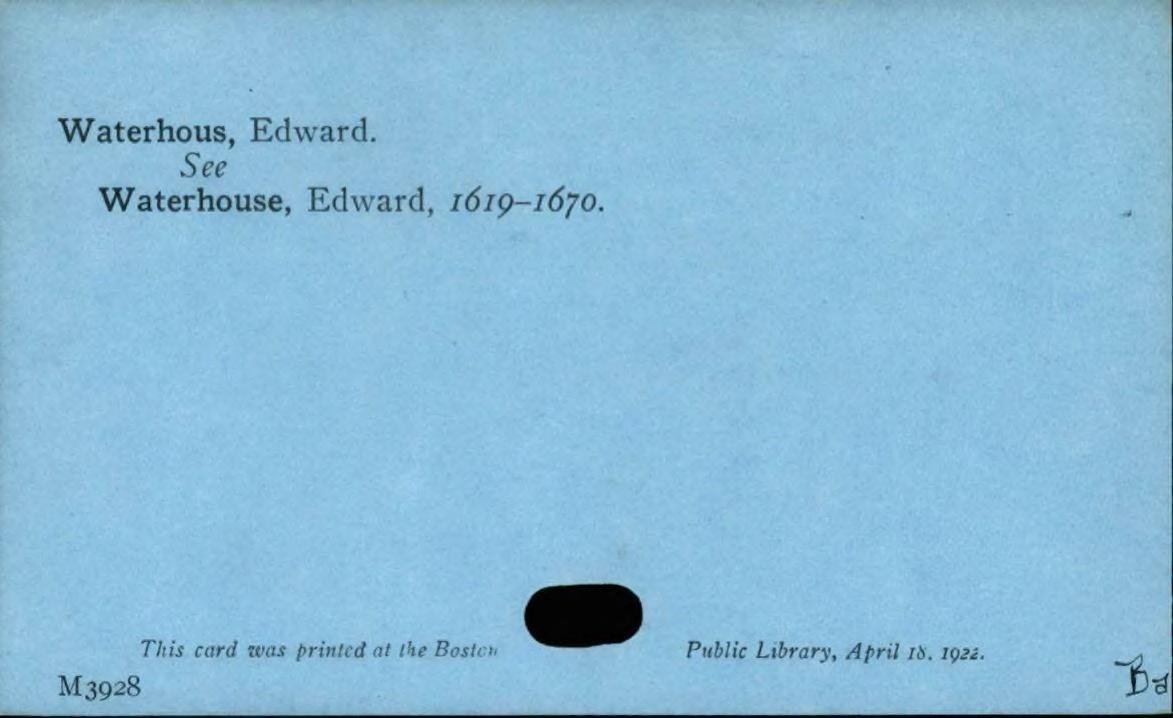 Waterhous, Edward.
See
Waterhouse, Edward, 1619–1670.
This card was printed at the Boston Public Library, April 18, 1922.
M3928